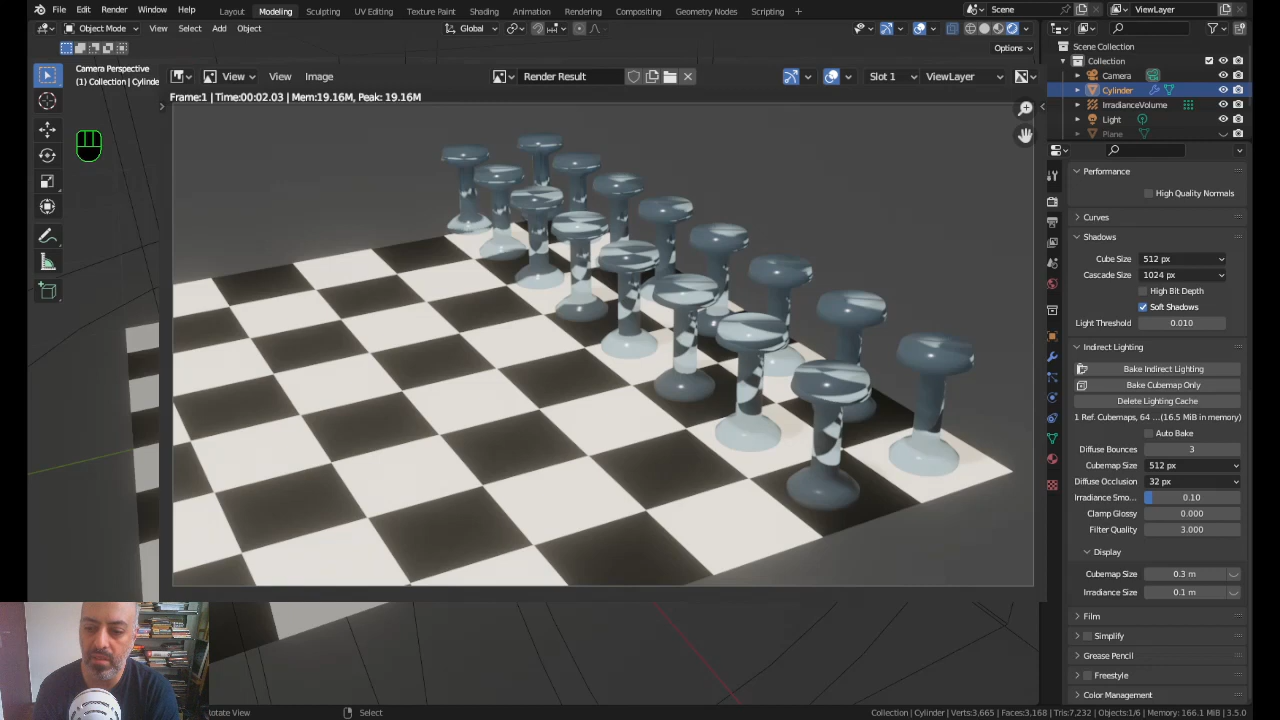 File Edit Render Window Help Layout Modeling Sculpting UV Editing Texture Paint Shading Animation Rendering Compositing Geometry Nodes Scripting + Scene ViewLayer
Object Mode View Select Add Object Global
Options
Camera Perspective
(1) Collection | Cylinde
View View Image Render Result Slot 1 ViewLayer
Frame:1 | Time:00:02.03 | Mem:19.16M, Peak: 19.16M
Scene Collection
Collection
Camera
Cylinder
IrradianceVolume
Light
Plane
Performance
High Quality Normals
Curves
Shadows
Cube Size 512 px
Cascade Size 1024 px
High Bit Depth
Soft Shadows
Light Threshold 0.010
Indirect Lighting
Bake Indirect Lighting
Bake Cubemap Only
Delete Lighting Cache
1 Ref. Cubemaps, 64 ...(16.5 MiB in memory)
Auto Bake
Diffuse Bounces 3
Cubemap Size 512 px
Diffuse Occlusion 32 px
Irradiance Smo... 0.10
Clamp Glossy 0.000
Filter Quality 3.000
Display
Cubemap Size 0.3 m
Irradiance Size 0.1 m
Film
Simplify
Grease Pencil
Freestyle
Color Management
otate View Select Collection | Cylinder | Verts:3,665 | Faces:3,168 | Tris:7,232 | Objects:1/6 | Memory: 166.1 MiB | 3.5.0